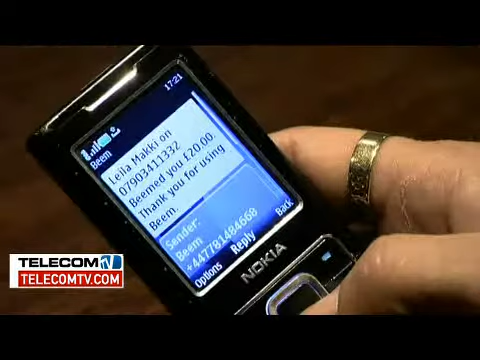 17:21
Beem
Leila Makki on
07903411332
Beemed you £20.00.
Thank you for using
Beem.
Sender:
Beem
+447781484668
Options Reply Back
NOKIA
TELECOMTV
TELECOMTV.COM